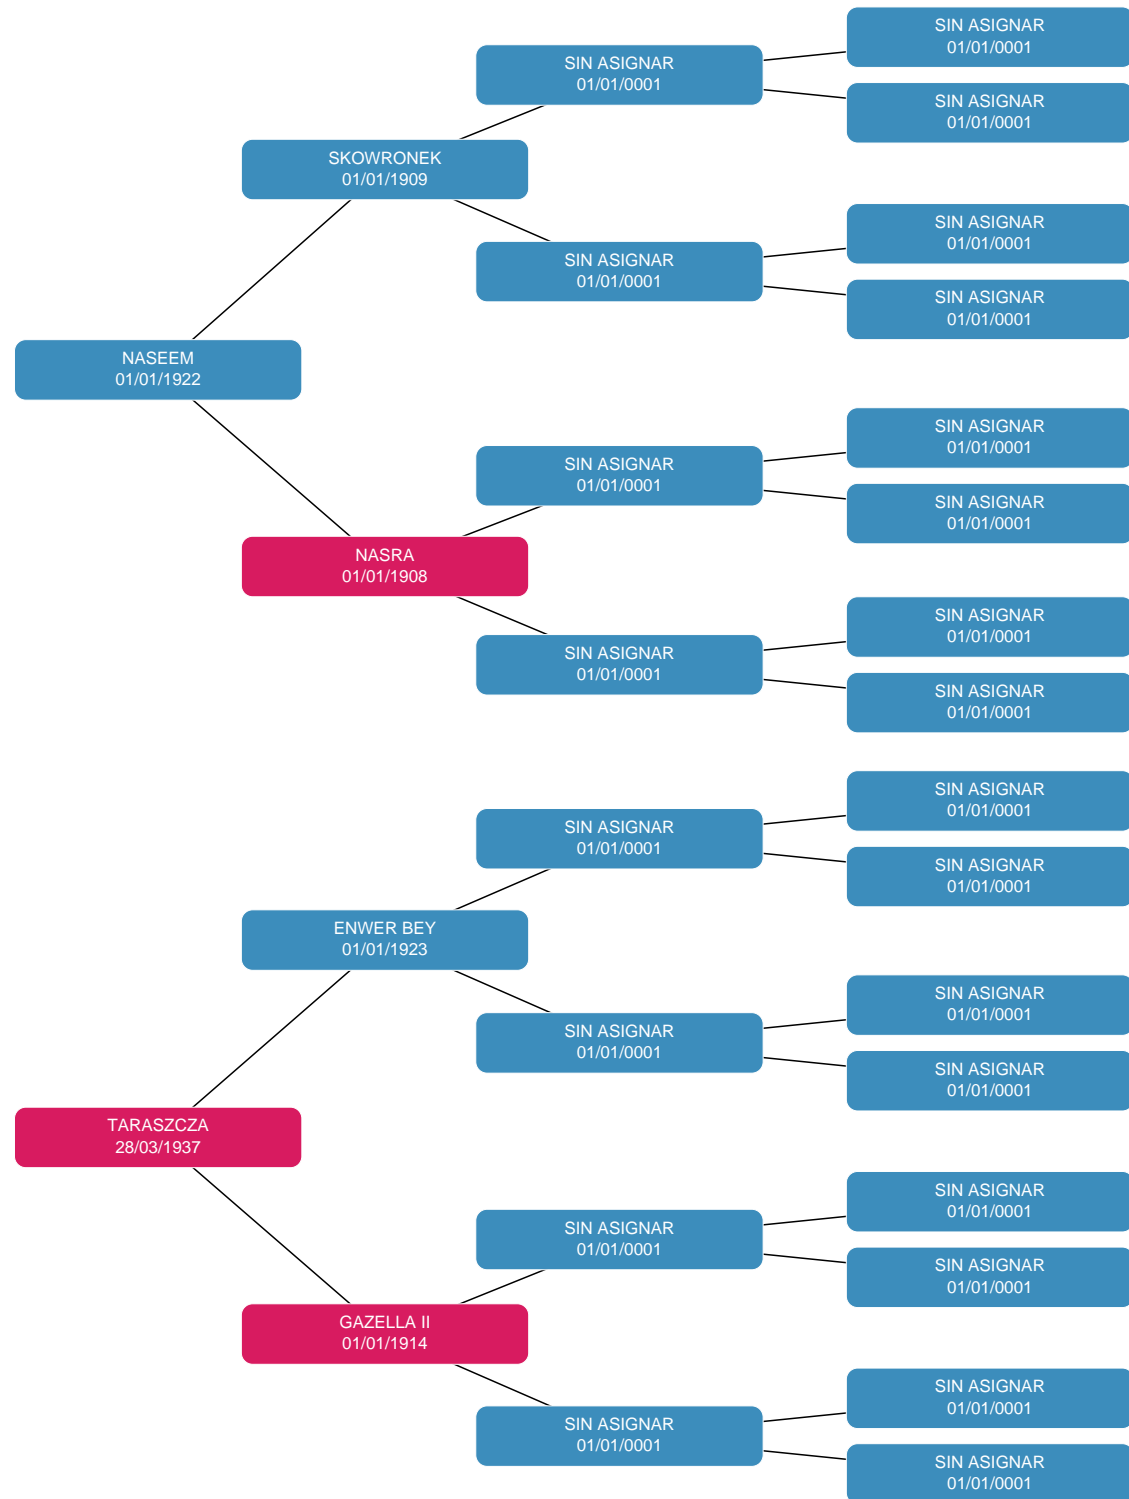 SIN ASIGNAR
01/01/0001
SIN ASIGNAR
01/01/0001
SIN ASIGNAR
01/01/0001
SKOWRONEK
01/01/1909
SIN ASIGNAR
01/01/0001
SIN ASIGNAR
01/01/0001
SIN ASIGNAR
01/01/0001
NASEEM
01/01/1922
SIN ASIGNAR
01/01/0001
SIN ASIGNAR
01/01/0001
SIN ASIGNAR
01/01/0001
NASRA
01/01/1908
SIN ASIGNAR
01/01/0001
SIN ASIGNAR
01/01/0001
SIN ASIGNAR
01/01/0001
SIN ASIGNAR
01/01/0001
SIN ASIGNAR
01/01/0001
SIN ASIGNAR
01/01/0001
ENWER BEY
01/01/1923
SIN ASIGNAR
01/01/0001
SIN ASIGNAR
01/01/0001
SIN ASIGNAR
01/01/0001
TARASZCZA
28/03/1937
SIN ASIGNAR
01/01/0001
SIN ASIGNAR
01/01/0001
SIN ASIGNAR
01/01/0001
GAZELLA II
01/01/1914
SIN ASIGNAR
01/01/0001
SIN ASIGNAR
01/01/0001
SIN ASIGNAR
01/01/0001